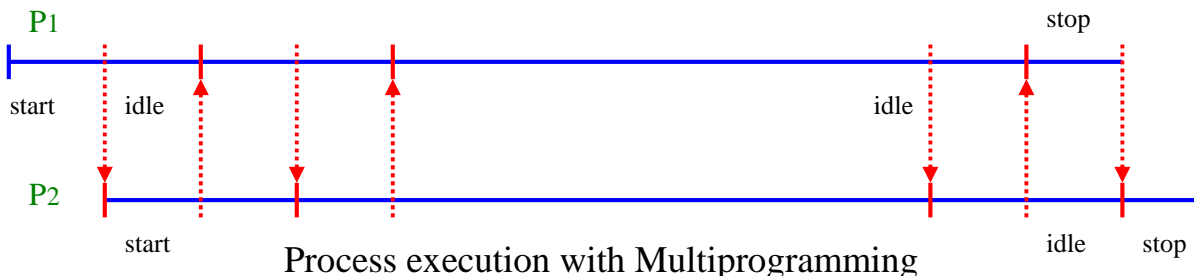 P1
stop
start
idle
idle
P2
start
idle
stop
Process execution with Multiprogramming